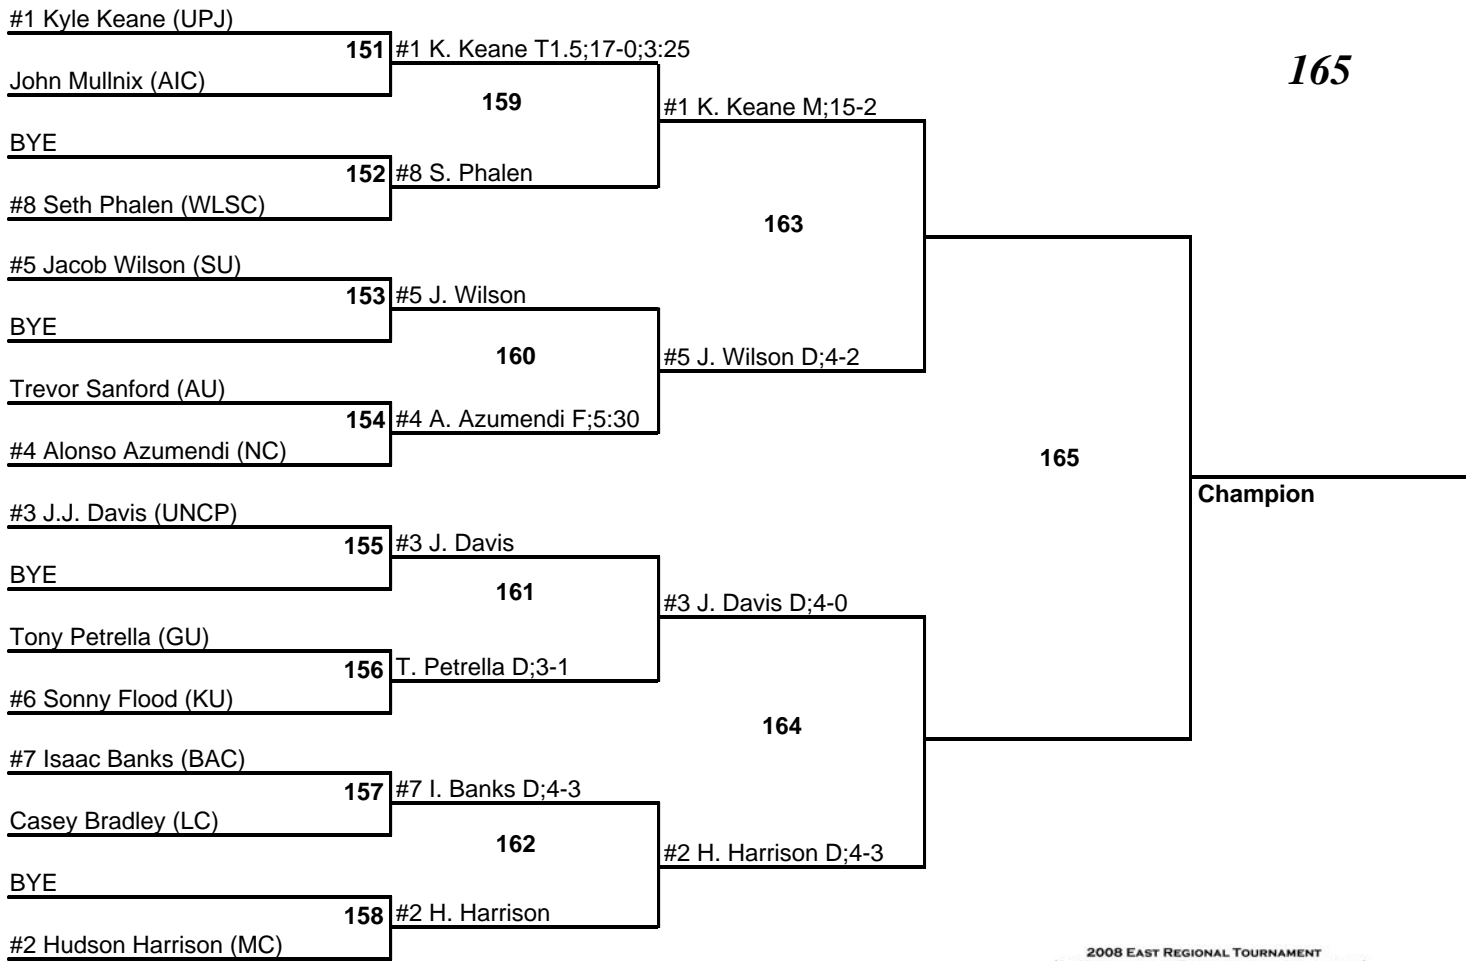 #1 Kyle Keane (UPJ)
151 #1 K. Keane T1.5;17-0;3:25
165
John Mullnix (AIC)
159
#1 K. Keane M;15-2
BYE
152 #8 S. Phalen
#8 Seth Phalen (WLSC)
163
#5 Jacob Wilson (SU)
153 #5 J. Wilson
BYE
160
#5 J. Wilson D;4-2
Trevor Sanford (AU)
154 #4 A. Azumendi F;5:30
#4 Alonso Azumendi (NC)
165
Champion
#3 J.J. Davis (UNCP)
155 #3 J. Davis
BYE
161
#3 J. Davis D;4-0
Tony Petrella (GU)
156 T. Petrella D;3-1
#6 Sonny Flood (KU)
164
#7 Isaac Banks (BAC)
157 #7 I. Banks D;4-3
Casey Bradley (LC)
162
#2 H. Harrison D;4-3
BYE
158 #2 H. Harrison
#2 Hudson Harrison (MC)
2008 EAST REGIONAL TOURNAMENT